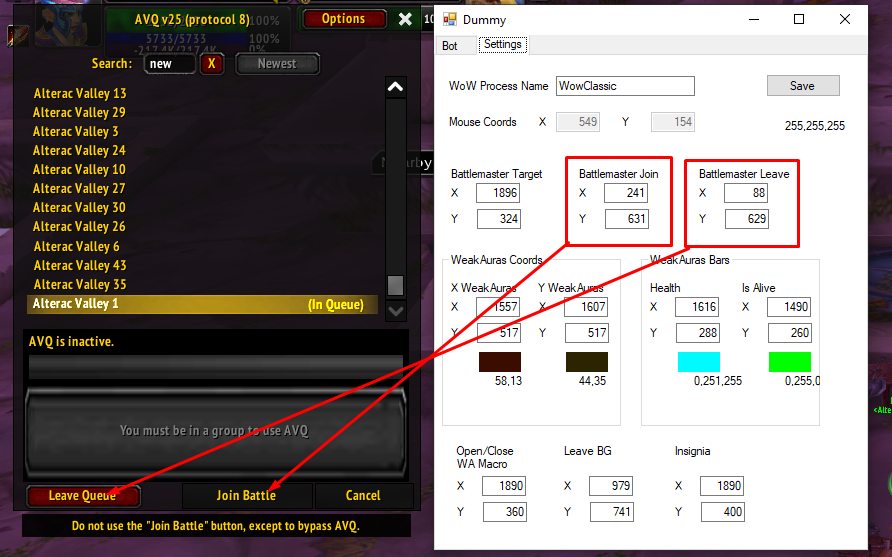 AVQ v25 (protocol 8)
100%
Options
10
5733/5733
100%
-217.4K/217.4K
0%
Search:
new
X
Newest
Alterac Valley 13
Alterac Valley 29
Alterac Valley 3
Alterac Valley 24
Alterac Valley 10
Alterac Valley 27
Alterac Valley 30
Alterac Valley 26
Alterac Valley 6
Alterac Valley 43
Alterac Valley 35
Alterac Valley 1
(In Queue)
AVQ is inactive.
You must be in a group to use AVQ
Leave Queue
Join Battle
Cancel
Do not use the "Join Battle" button, except to bypass AVQ.
Dummy
Bot
Settings
WoW Process Name
WowClassic
Save
Mouse Coords
X
549
Y
154
255,255,255
Battlemaster Target
X
1896
Y
324
Battlemaster Join
X
241
Y
631
Battlemaster Leave
X
88
Y
629
WeakAuras Coords
X WeakAuras
X
1557
Y
517
58,13
Y WeakAuras
X
1607
Y
517
44,35
WeakAuras Bars
Health
X
1616
Y
288
0,251,255
Is Alive
X
1490
Y
260
0,255,0
Open/Close
WA Macro
X
1890
Y
360
Leave BG
X
979
Y
741
Insignia
X
1890
Y
400
<Alte